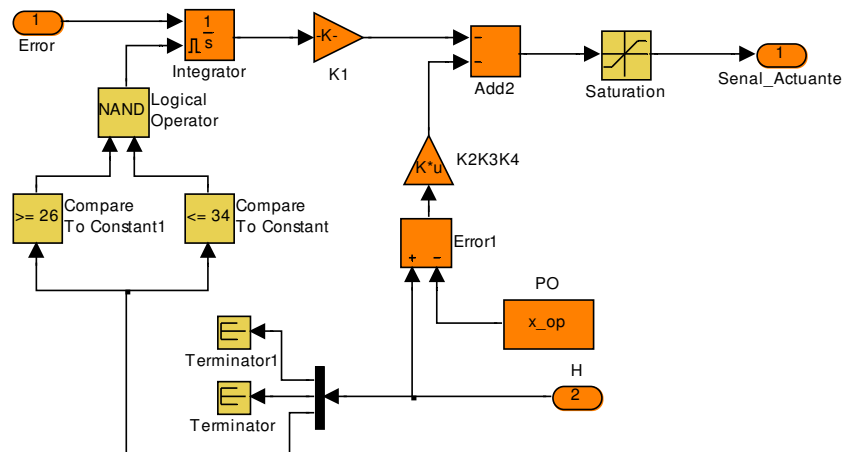 1
Error
1
s
Integrator
-K-
K1
-
-
Add2
Saturation
1
Senal_Actuante
NAND
Logical
Operator
K*u
K2K3K4
>= 26
Compare
To Constant1
<= 34
Compare
To Constant
+
-
Error1
PO
x_op
Terminator1
H
2
Terminator